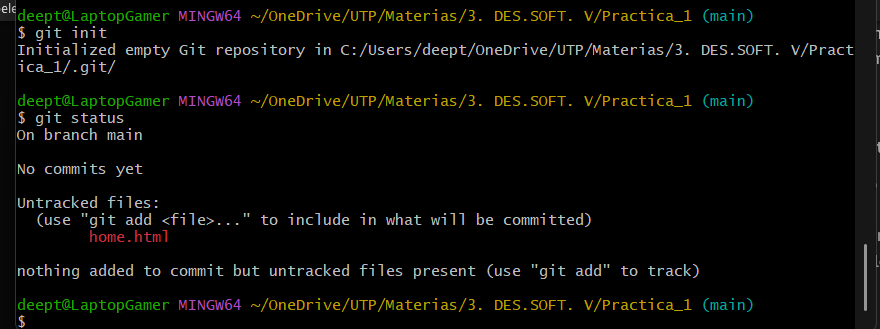 deept@LaptopGamer MINGW64 ~/OneDrive/UTP/Materias/3. DES.SOFT. V/Practica_1 (main)
$ git init
Initialized empty Git repository in C:/Users/deept/OneDrive/UTP/Materias/3. DES.SOFT. V/Pract
ica_1/.git/
deept@LaptopGamer MINGW64 ~/OneDrive/UTP/Materias/3. DES.SOFT. V/Practica_1 (main)
$ git status
On branch main
No commits yet
Untracked files:
  (use "git add <file>..." to include in what will be committed)
        home.html
nothing added to commit but untracked files present (use "git add" to track)
deept@LaptopGamer MINGW64 ~/OneDrive/UTP/Materias/3. DES.SOFT. V/Practica_1 (main)
$